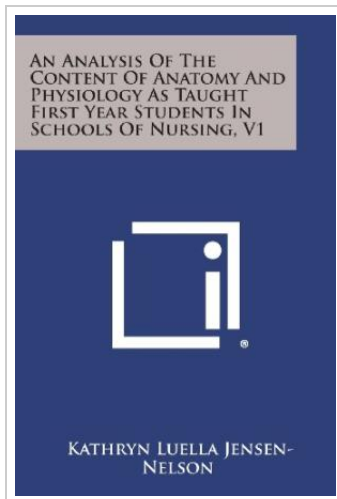 AN ANALYSIS OF THE
CONTENT OF ANATOMY AND
PHYSIOLOGY AS TAUGHT
FIRST YEAR STUDENTS IN
SCHOOLS OF NURSING, V1
®
KATHRYN LUELLA JENSEN-
NELSON